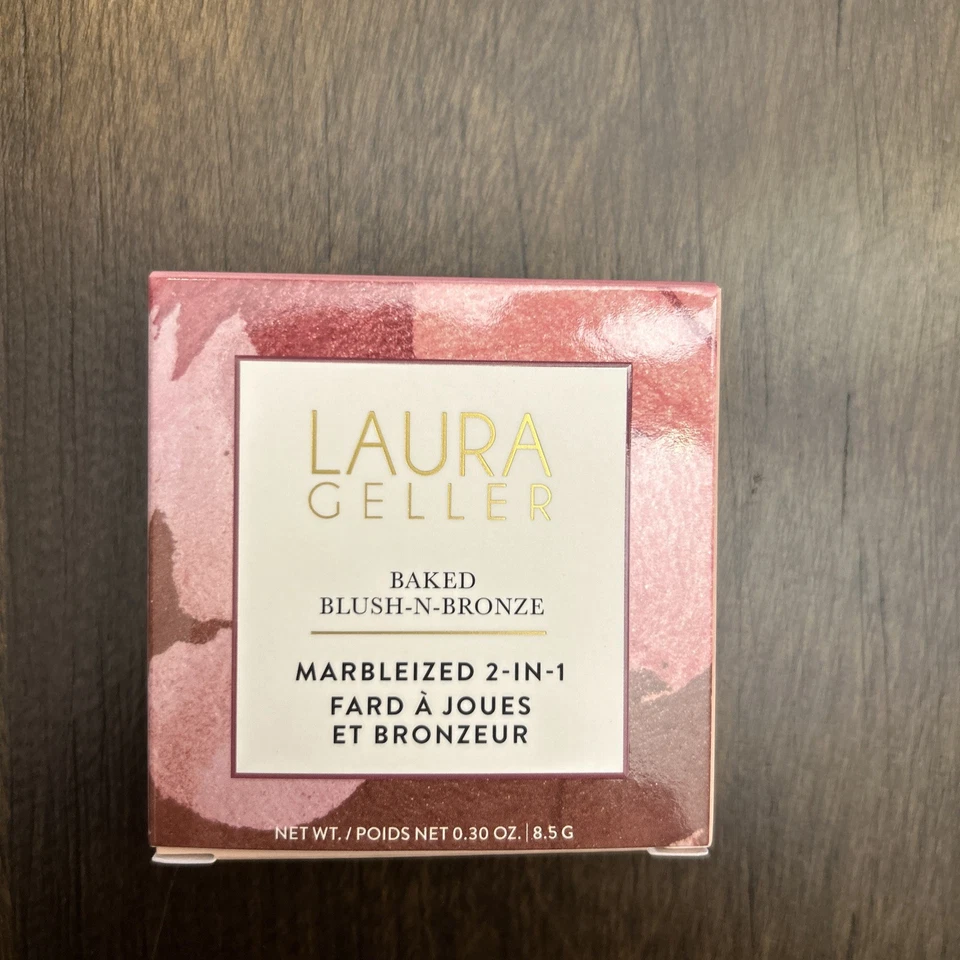 LAURA
GELLER
BAKED
BLUSH-N-BRONZE
MARBLEIZED 2-IN-1
FARD À JOUES
ET BRONZEUR
NET WT. / POIDS NET 0.30 OZ. | 8.5 G